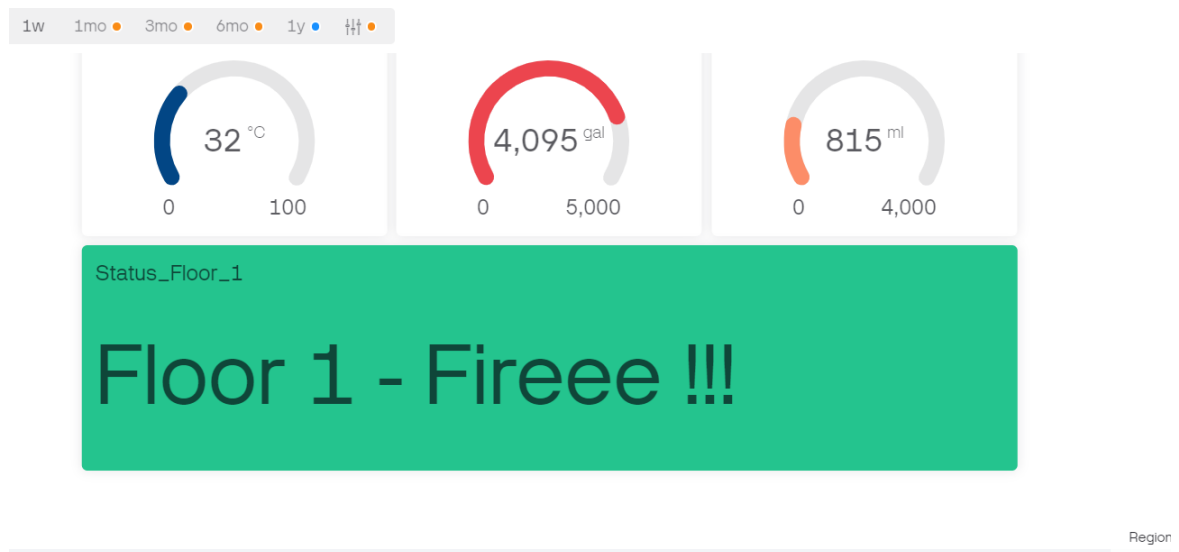 1w 1mo 3mo 6mo 1y
32 °C 4,095 gal 815 ml
0 100 0 5,000 0 4,000
Status_Floor_1
Floor 1 - Fireee !!!
Region